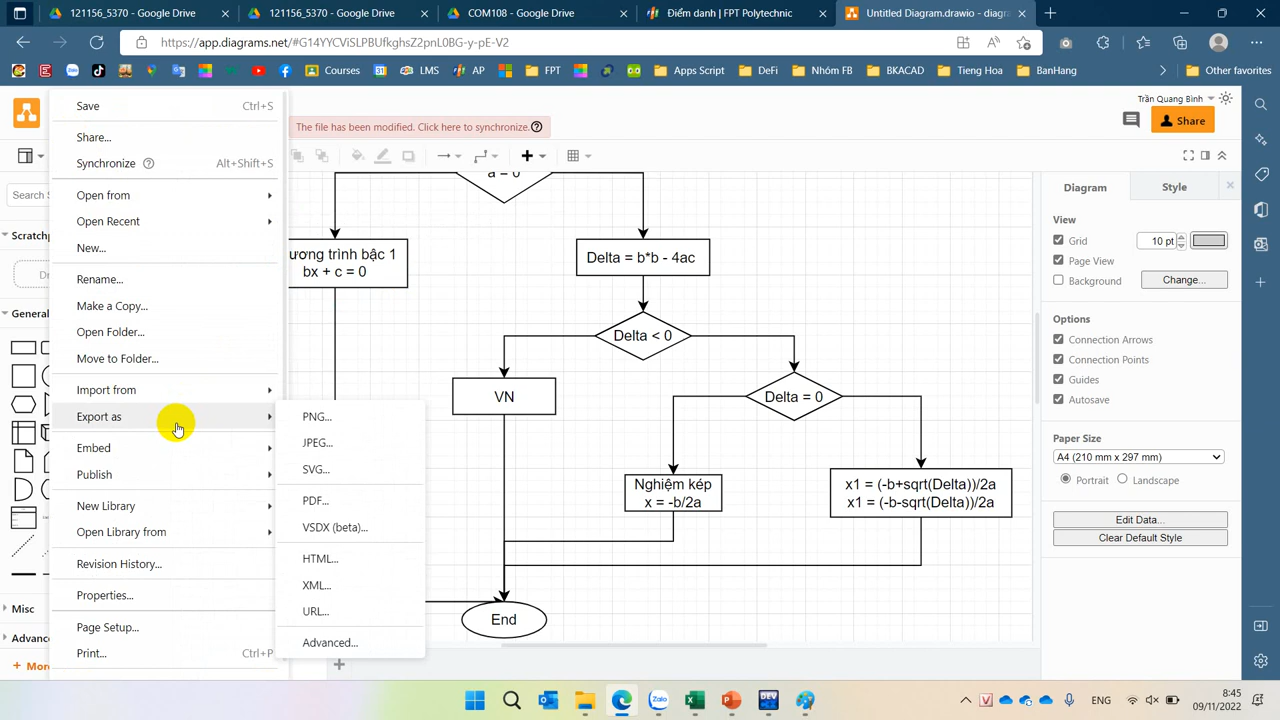 121156_5370 - Google Drive
121156_5370 - Google Drive
COM108 - Google Drive
Điểm danh | FPT Polytechnic
Untitled Diagram.drawio - diagra
https://app.diagrams.net/#G14YYCViSLPBUfkghsZ2pnL0BG-y-pE-V2
Courses
LMS
AP
FPT
Apps Script
DeFi
Nhóm FB
BKACAD
Tieng Hoa
BanHang
Other favorites
Trần Quang Bình
Share
The file has been modified. Click here to synchronize.
Save Ctrl+S
Share...
Synchronize Alt+Shift+S
Open from
Open Recent
New...
Rename...
Make a Copy...
Open Folder...
Move to Folder...
Import from
Export as
Embed
Publish
New Library
Open Library from
Revision History...
Properties...
Page Setup...
Print... Ctrl+P
PNG...
JPEG...
SVG...
PDF...
VSDX (beta)...
HTML...
XML...
URL...
Advanced...
Search S
Scratchp
Dr
General
Misc
Advan
+ More
a = 0
ương trình bậc 1
bx + c = 0
Delta = b*b - 4ac
Delta < 0
VN
Delta = 0
Nghiệm kép
x = -b/2a
x1 = (-b+sqrt(Delta))/2a
x1 = (-b-sqrt(Delta))/2a
End
Diagram
Style
View
Grid
10 pt
Page View
Background
Change...
Options
Connection Arrows
Connection Points
Guides
Autosave
Paper Size
A4 (210 mm x 297 mm)
Portrait
Landscape
Edit Data...
Clear Default Style
ENG
8:45
09/11/2022